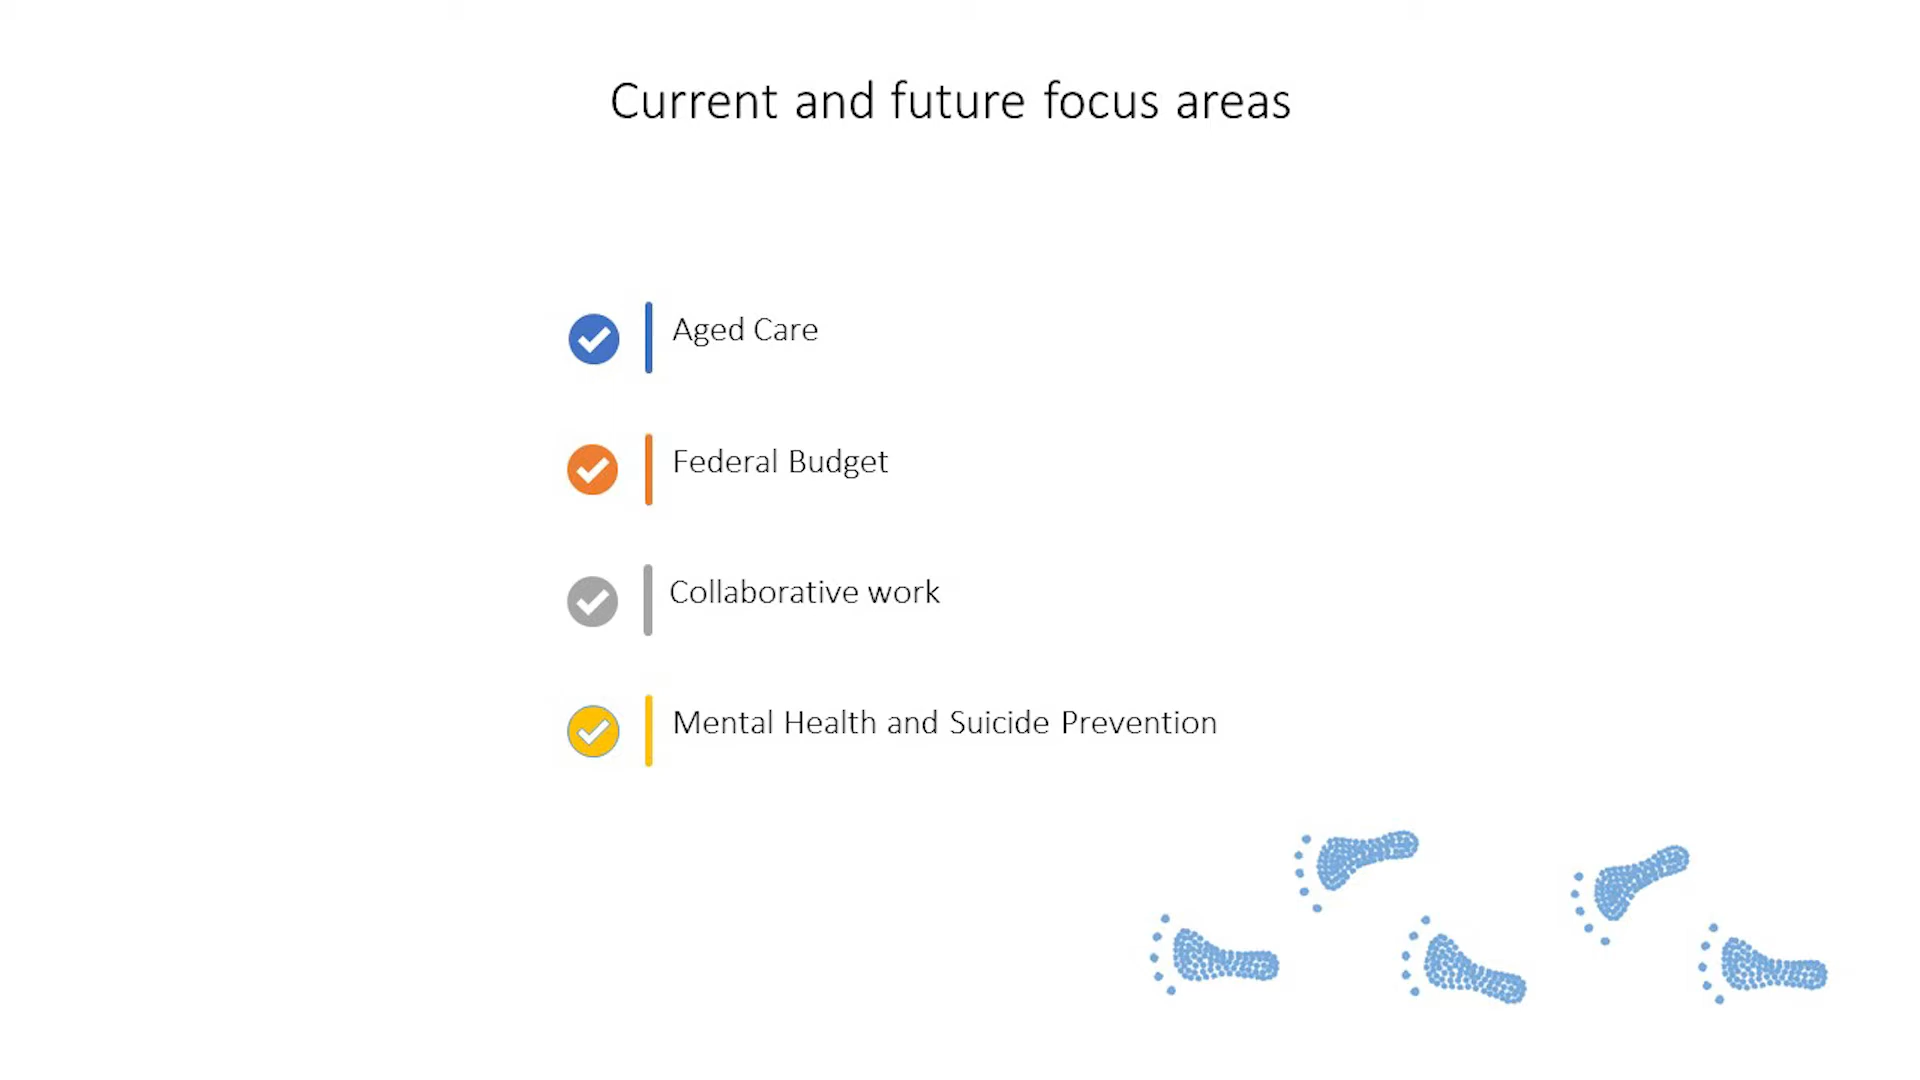 Current and future focus areas
Aged Care
Federal Budget
Collaborative work
Mental Health and Suicide Prevention